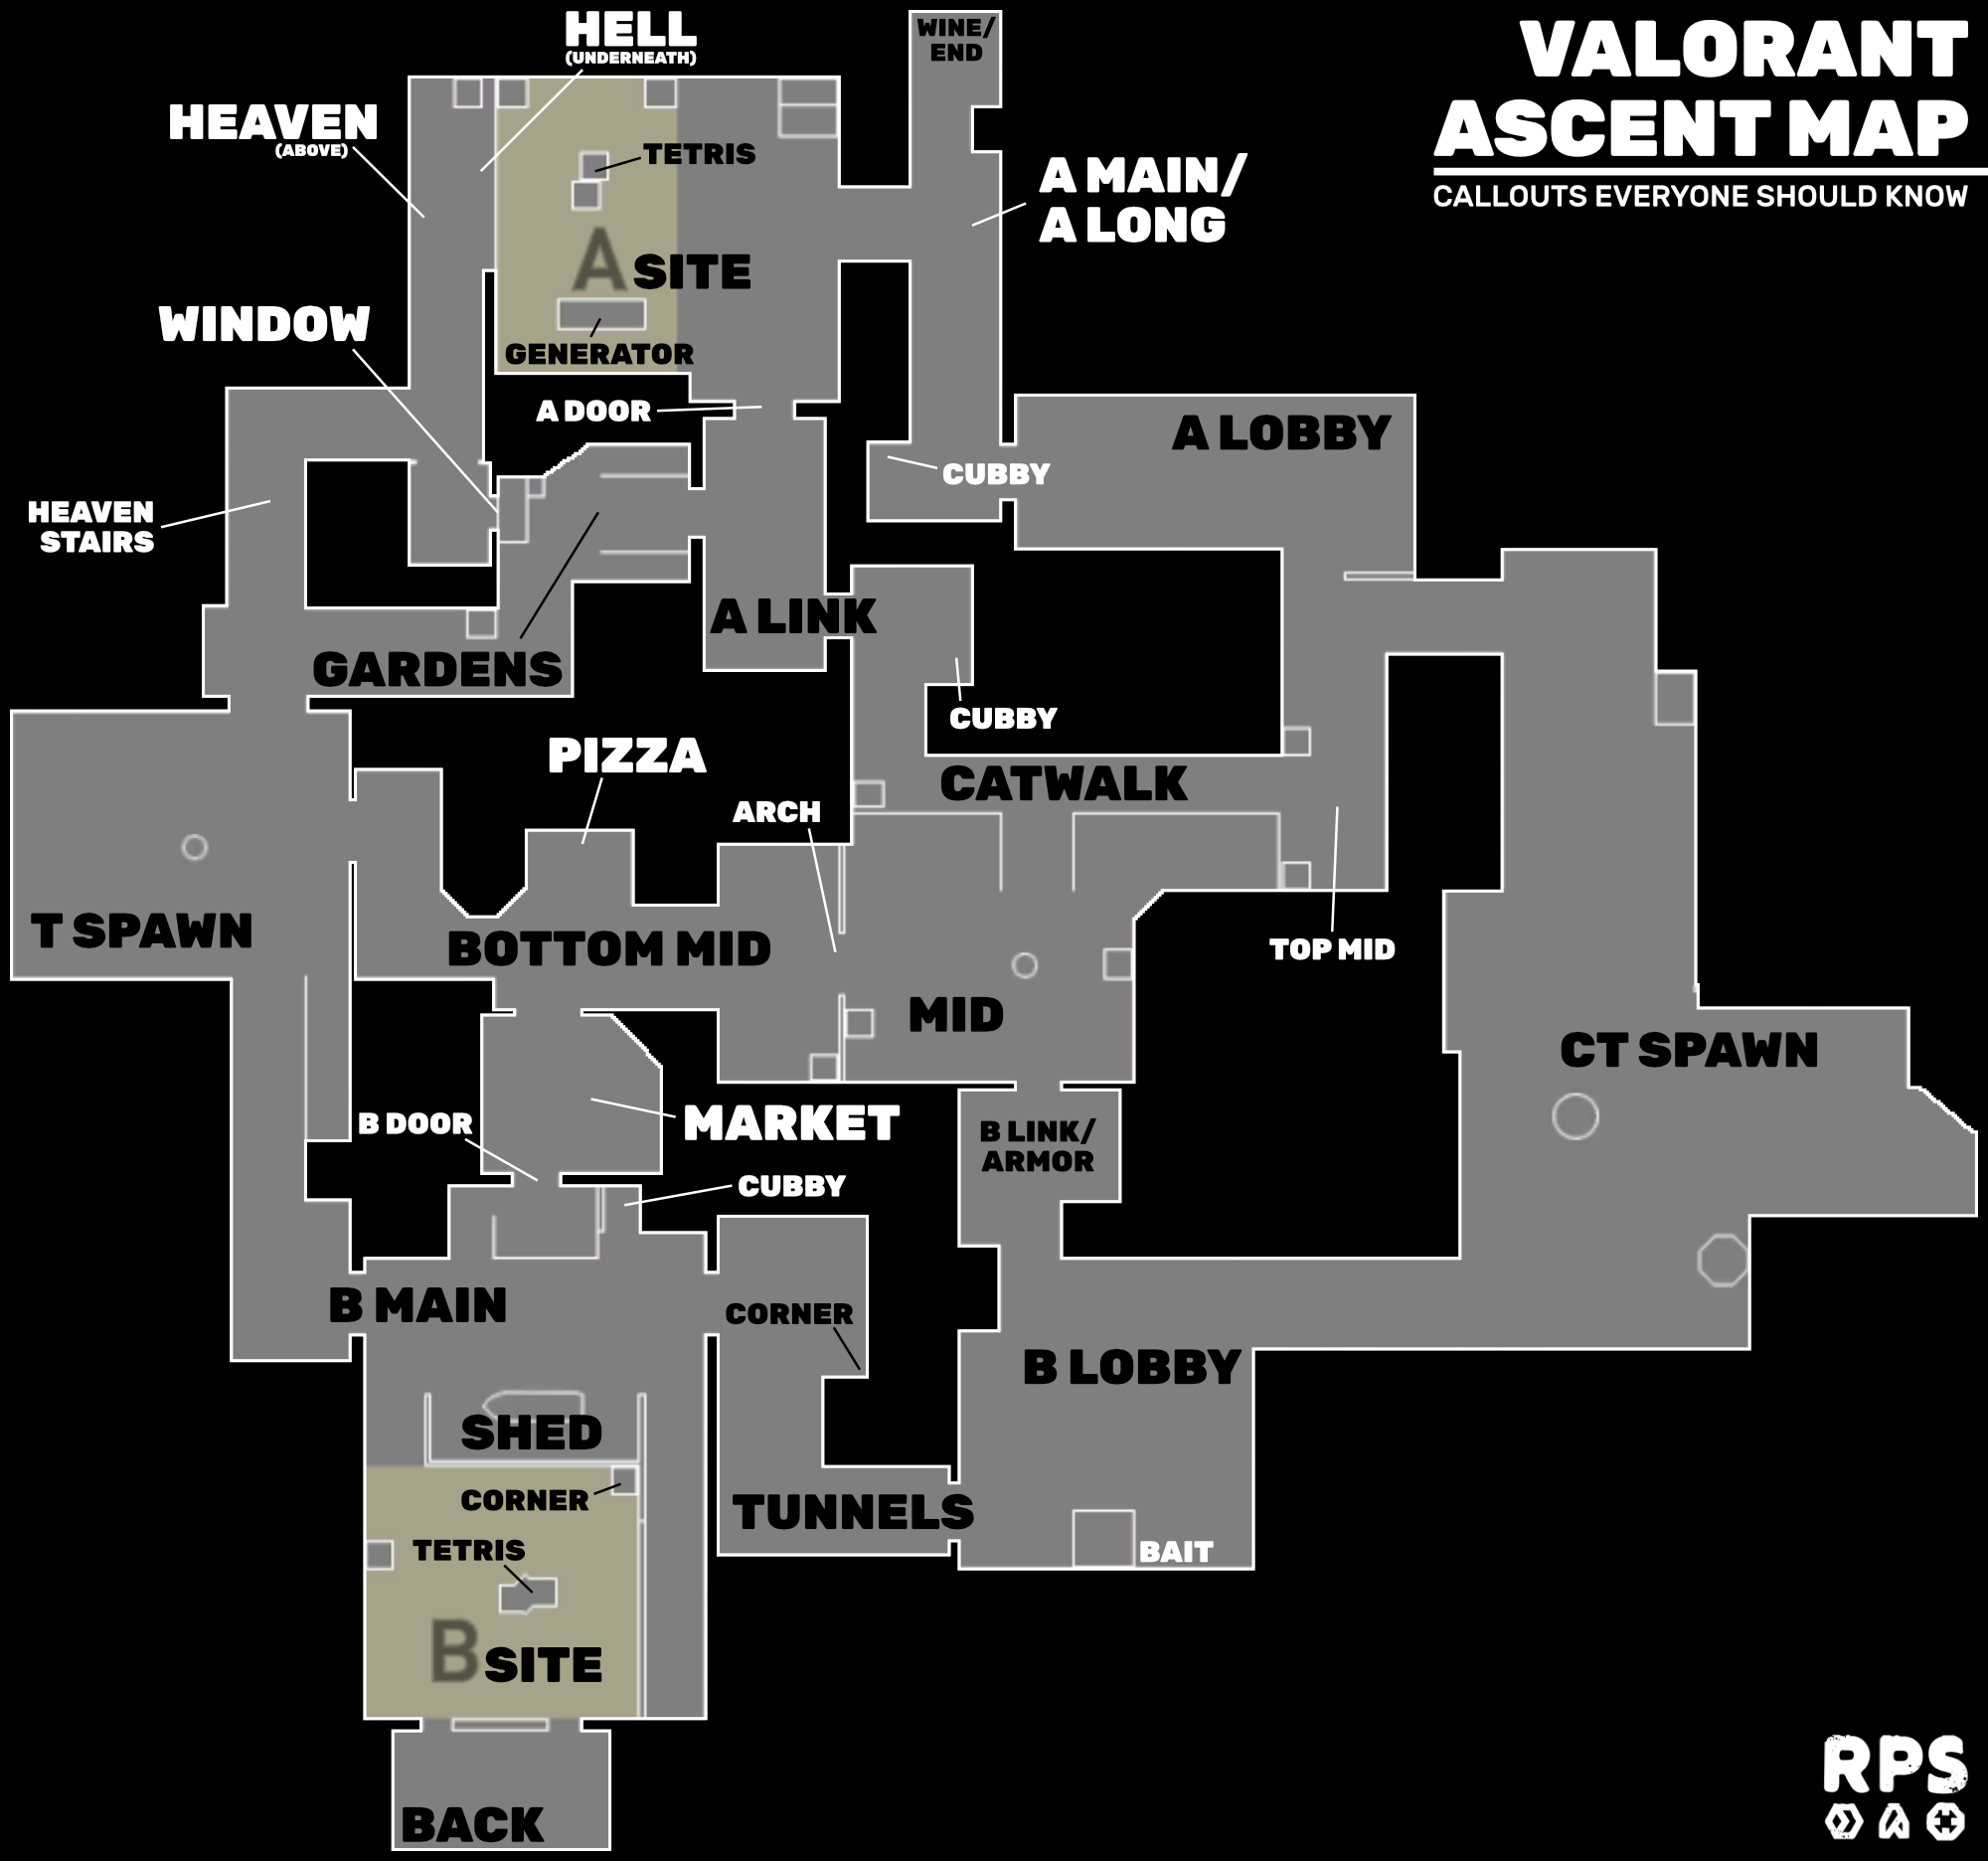 HELL
(UNDERNEATH)
WINE/
END
VALORANT
ASCENT MAP
CALLOUTS EVERYONE SHOULD KNOW
HEAVEN
(ABOVE)
TETRIS
A MAIN/
A LONG
A SITE
WINDOW
GENERATOR
A DOOR
A LOBBY
CUBBY
HEAVEN
STAIRS
A LINK
GARDENS
CUBBY
PIZZA
CATWALK
ARCH
T SPAWN
BOTTOM MID
TOP MID
MID
CT SPAWN
B DOOR
MARKET
B LINK/
ARMOR
CUBBY
B MAIN
CORNER
B LOBBY
SHED
CORNER
TUNNELS
TETRIS
BAIT
B SITE
BACK
RPS